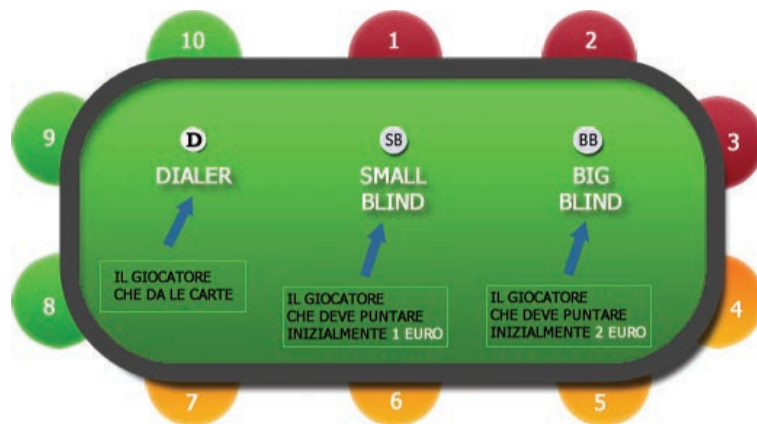 10 1 2
9 3
D SB BB
DIALER SMALL BIG
BLIND BLIND
IL GIOCATORE
CHE DA LE CARTE
IL GIOCATORE
CHE DEVE PUNTARE
INIZIALMENTE 1 EURO
IL GIOCATORE
CHE DEVE PUNTARE
INIZIALMENTE 2 EURO
8 4
7 6 5